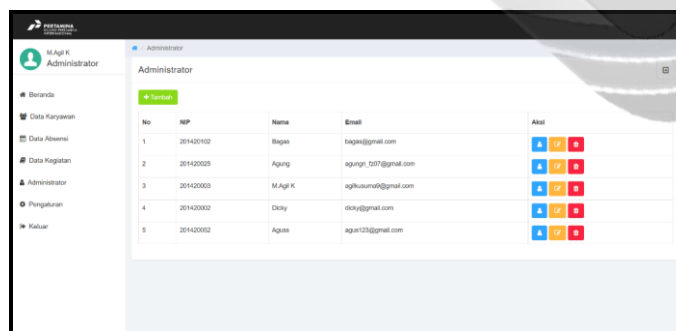 PERTAMINA
M.Agil K
Administrator
Beranda
Data Karyawan
Data Absensi
Data Kegiatan
Administrator
Pengaturan
Keluar
/ Administrator
Administrator
+ Tambah
No NIP Nama Email Aksi
1 201420102 Bagas bagas@gmail.com
2 201420025 Agung agungn_fz07@gmail.com
3 201420003 M.Agil K agilkusuma9@gmail.com
4 201420002 Dicky dicky@gmail.com
5 201420052 Aguss agus123@gmail.com